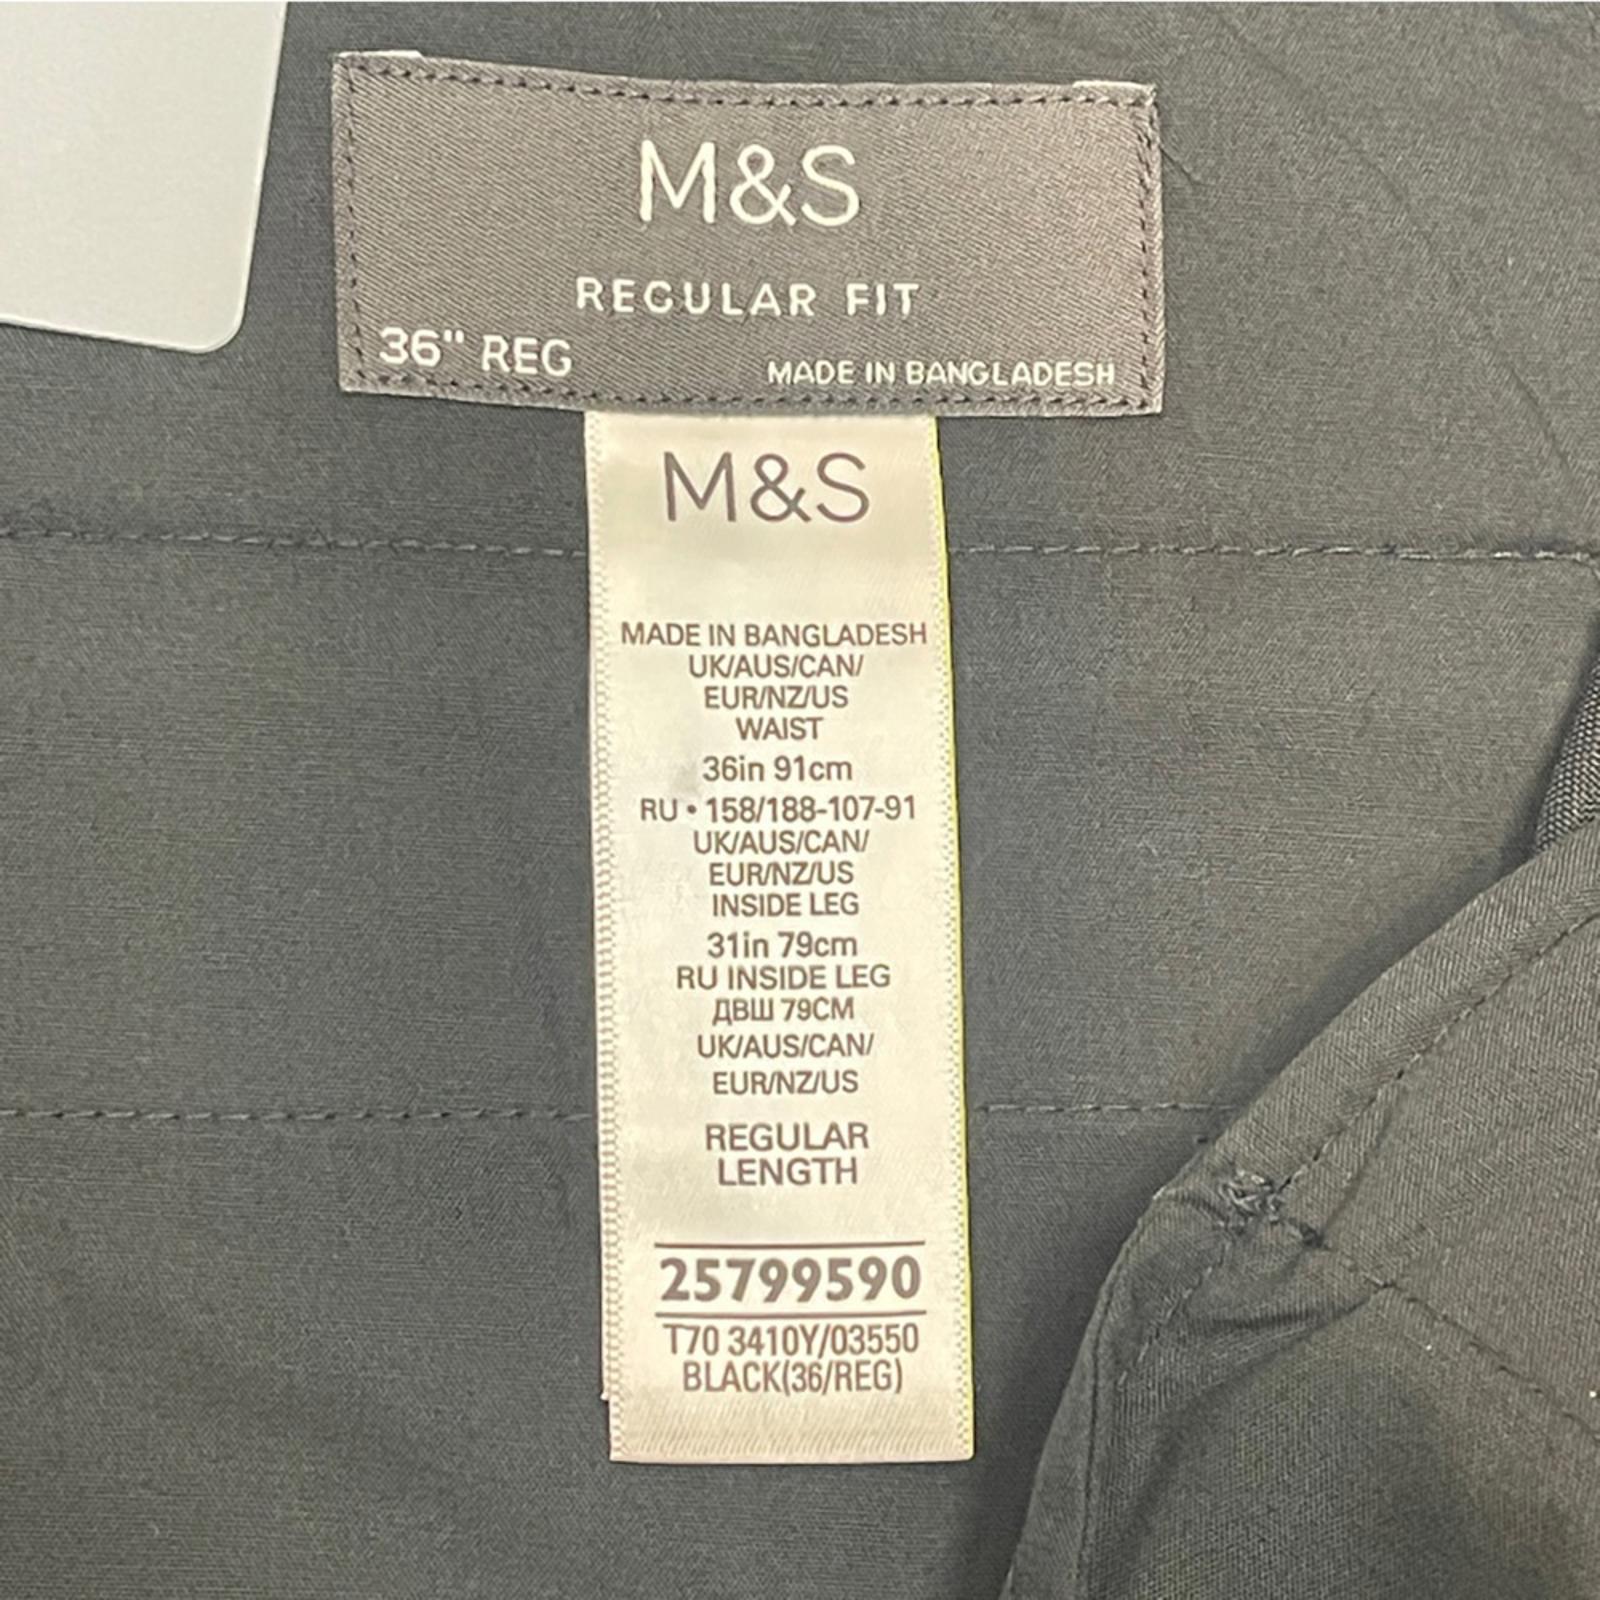 M&S
REGULAR FIT
36" REG
MADE IN BANGLADESH
M&S
MADE IN BANGLADESH
UK/AUS/CAN/
EUR/NZ/US
WAIST
36in 91cm
RU • 158/188-107-91
UK/AUS/CAN/
EUR/NZ/US
INSIDE LEG
31in 79cm
RU INSIDE LEG
ДВШ 79CM
UK/AUS/CAN/
EUR/NZ/US
REGULAR
LENGTH
25799590
T70 3410Y/03550
BLACK(36/REG)